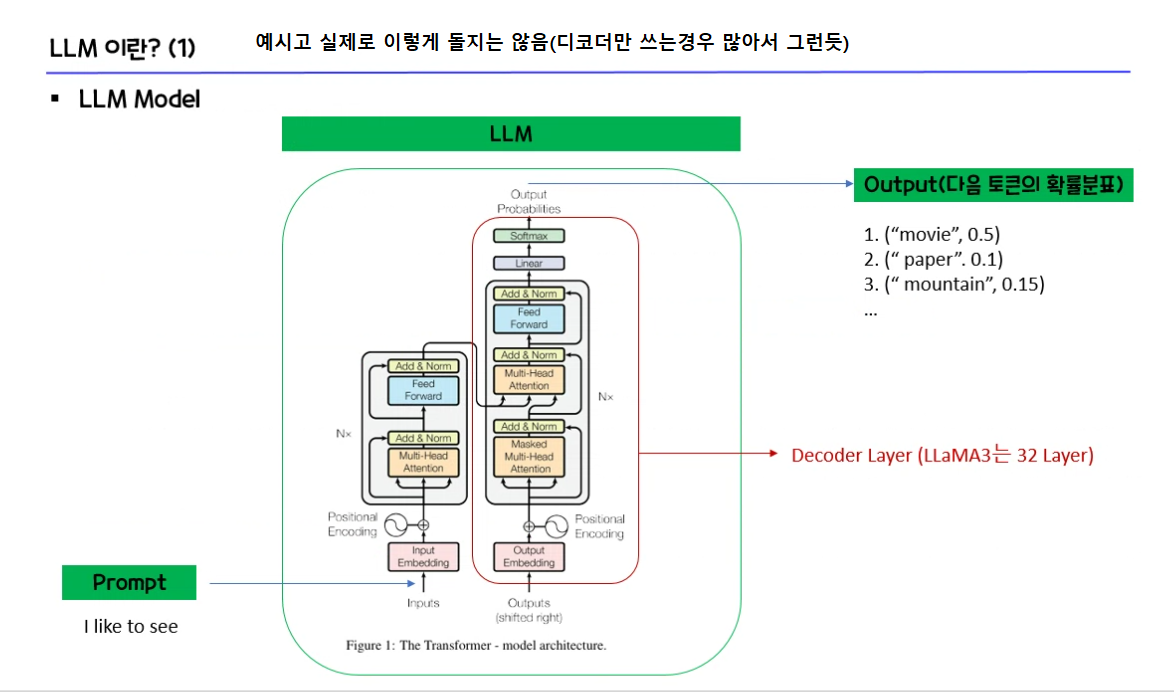 LLM 이란? (1)
예시고 실제로 이렇게 돌지는 않음(디코더만 쓰는경우 많아서 그런듯)
▪ LLM Model
LLM
Output
Probabilities
Output(다음 토큰의 확률분표)
1. (“movie”, 0.5)
2. (“ paper”. 0.1)
3. (“ mountain”, 0.15)
...
Softmax
Linear
Add & Norm
Feed
Forward
Add & Norm
Multi-Head
Attention
Add & Norm
Masked
Multi-Head
Attention
Nx
Positional
Encoding
Output
Embedding
Outputs
(shifted right)
Add & Norm
Feed
Forward
Add & Norm
Multi-Head
Attention
Nx
Positional
Encoding
Input
Embedding
Inputs
Decoder Layer (LLaMA3는 32 Layer)
Prompt
I like to see
Figure 1: The Transformer - model architecture.